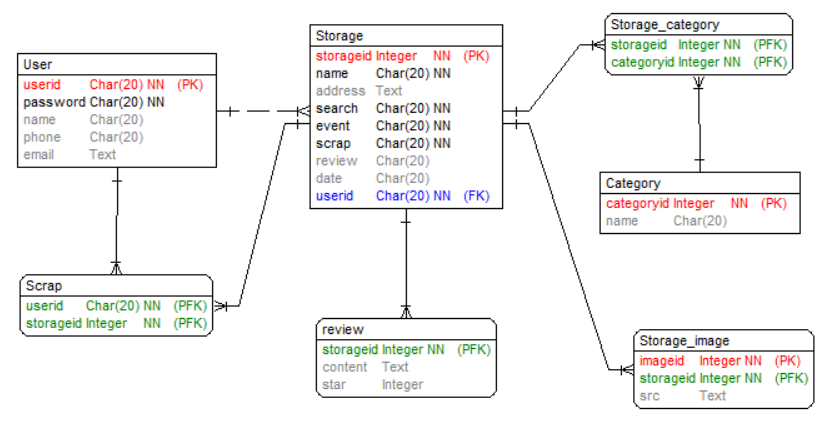 User
userid Char(20) NN (PK)
password Char(20) NN
name Char(20)
phone Char(20)
email Text
Storage
storageid Integer NN (PK)
name Char(20) NN
address Text
search Char(20) NN
event Char(20) NN
scrap Char(20) NN
review Char(20)
date Char(20)
userid Char(20) NN (FK)
Storage_category
storageid Integer NN (PFK)
categoryid Integer NN (PFK)
Category
categoryid Integer NN (PK)
name Char(20)
Scrap
userid Char(20) NN (PFK)
storageid Integer NN (PFK)
review
storageid Integer NN (PFK)
content Text
star Integer
Storage_image
imageid Integer NN (PK)
storageid Integer NN (PFK)
src Text